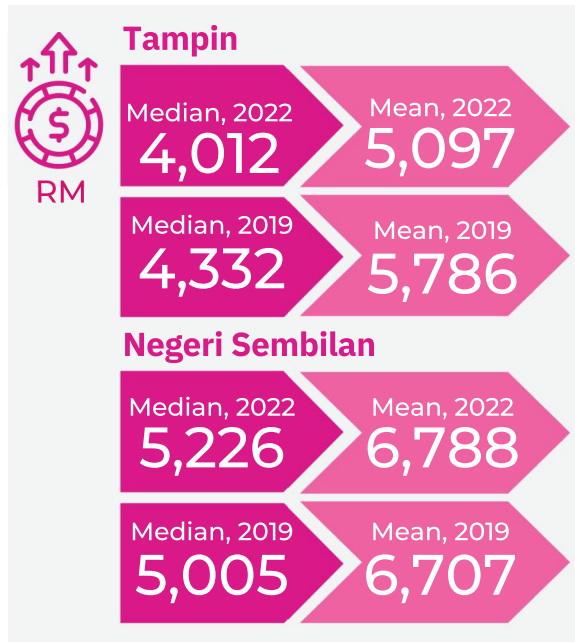 Tampin
$
RM
Median, 2022
4,012
Mean, 2022
5,097
Median, 2019
4,332
Mean, 2019
5,786
Negeri Sembilan
Median, 2022
5,226
Mean, 2022
6,788
Median, 2019
5,005
Mean, 2019
6,707